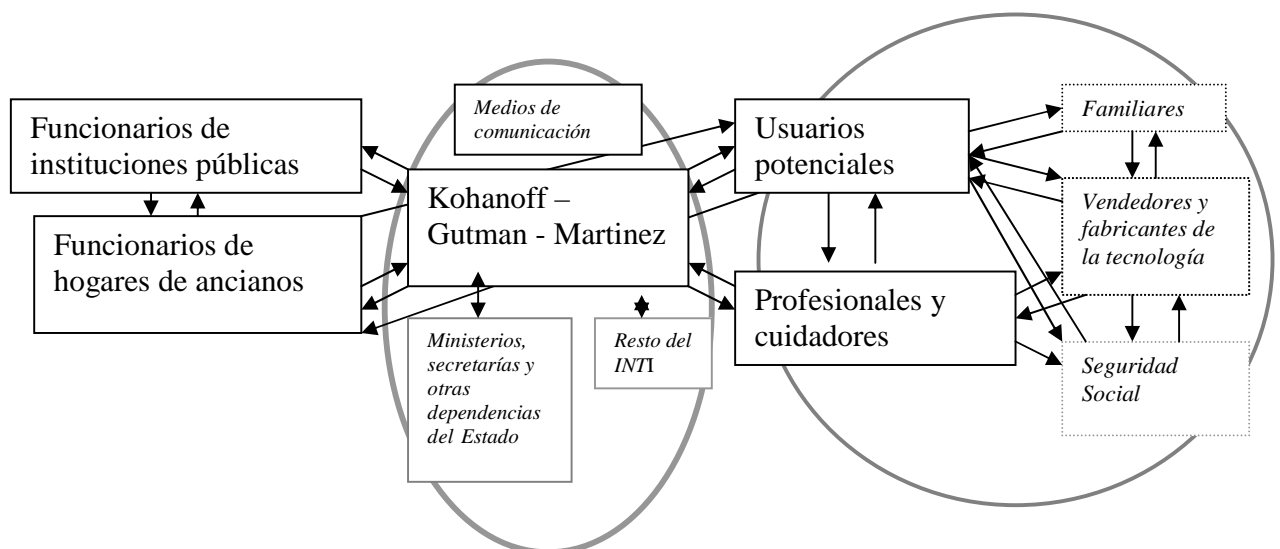 Funcionarios de
instituciones públicas
Funcionarios de
hogares de ancianos
Medios de
comunicación
Kohanoff –
Gutman - Martinez
Ministerios,
secretarías y
otras
dependencias
del Estado
Resto del
INTI
Usuarios
potenciales
Profesionales y
cuidadores
Familiares
Vendedores y
fabricantes de
la tecnología
Seguridad
Social